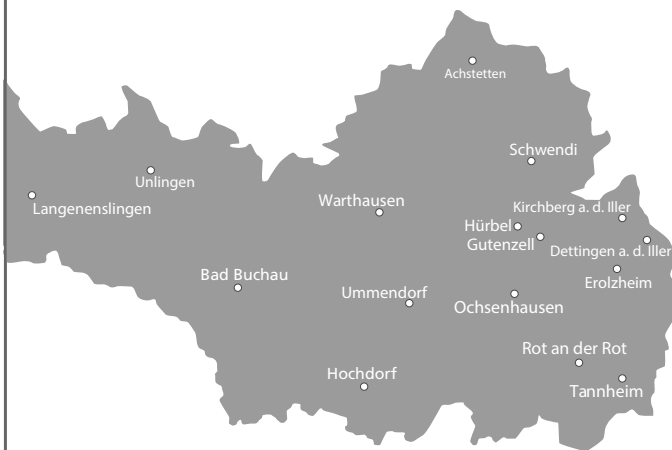 Achstetten
Schwendi
Unlingen
Langenenslingen
Warthausen
Kirchberg a. d. Iller
Hürbel
Gutenzell
Dettingen a. d. Iller
Bad Buchau
Erolzheim
Ummendorf
Ochsenhausen
Rot an der Rot
Hochdorf
Tannheim